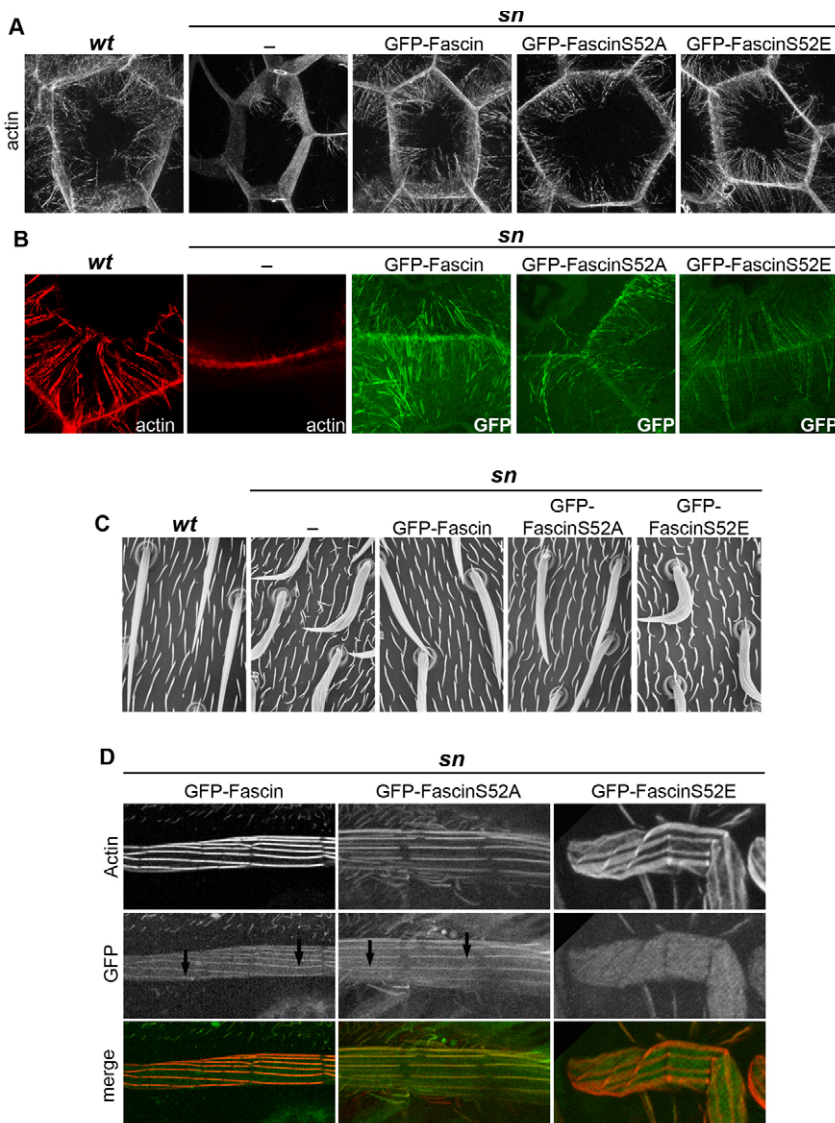 A
sn
wt
–
GFP-Fascin
GFP-FascinS52A
GFP-FascinS52E
actin
B
sn
wt
–
GFP-Fascin
GFP-FascinS52A
GFP-FascinS52E
actin
actin
GFP
GFP
GFP
C
sn
wt
–
GFP-Fascin
GFP-
FascinS52A
GFP-
FascinS52E
D
sn
GFP-Fascin
GFP-FascinS52A
GFP-FascinS52E
Actin
GFP
merge